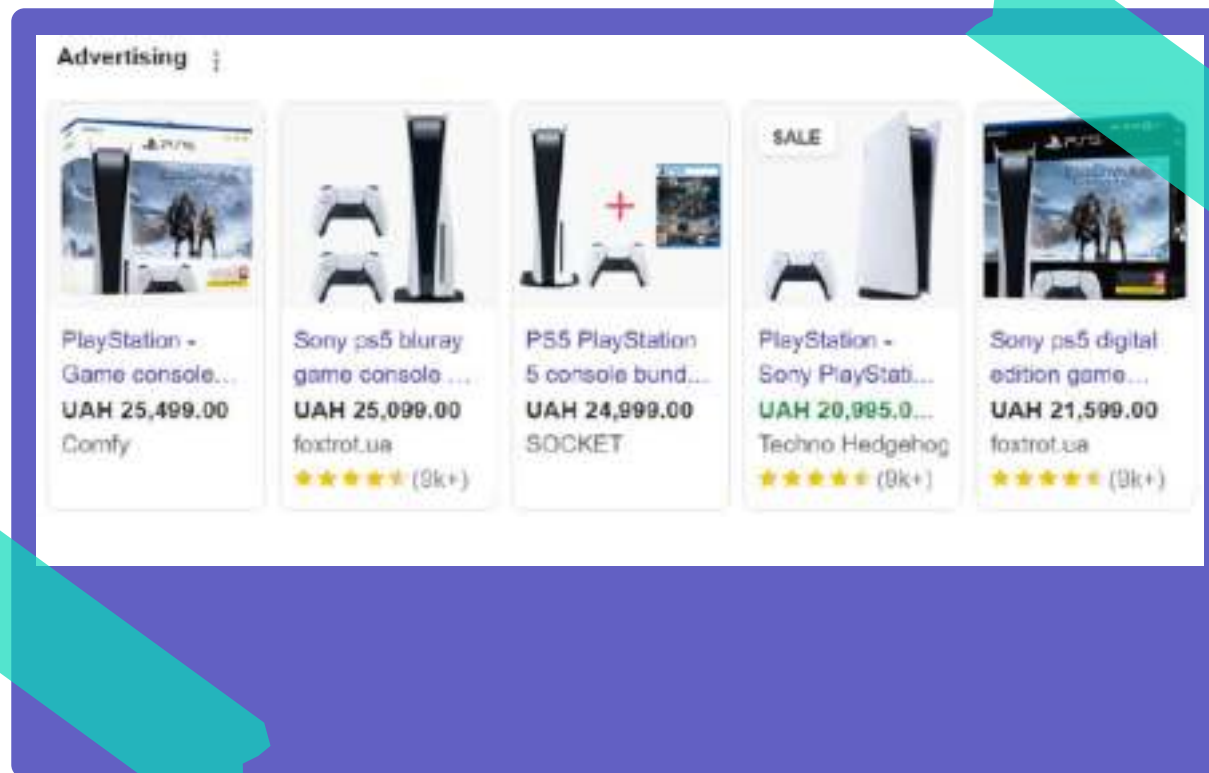 Advertising
SALE
PlayStation -
Game console...
UAH 25,499.00
Comfy
Sony ps5 bluray
game console ...
UAH 25,099.00
foxtrot.ua
(9k+)
PS5 PlayStation
5 console bund...
UAH 24,999.00
SOCKET
PlayStation -
Sony PlayStati...
UAH 20,995.0...
Techno Hedgehog
(9k+)
Sony ps5 digital
edition game...
UAH 21,599.00
foxtrot.ua
(9k+)